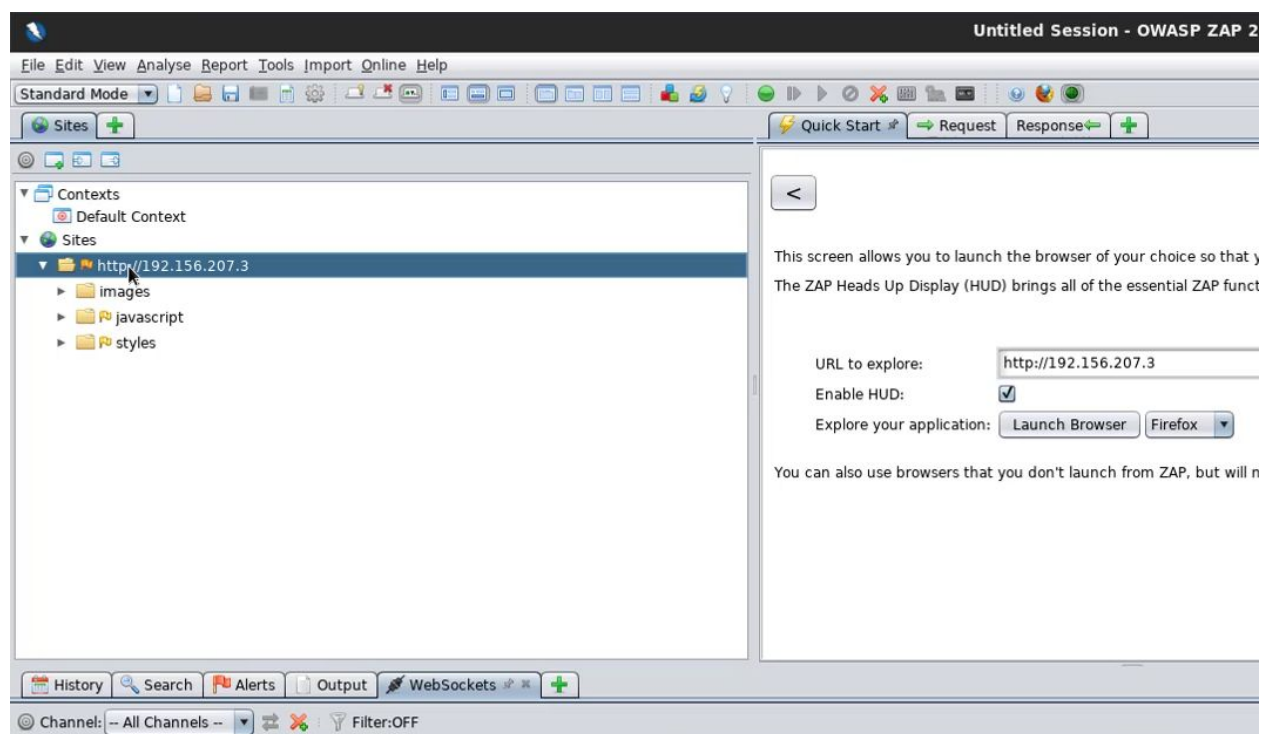 Untitled Session - OWASP ZAP 2
File Edit View Analyse Report Tools Import Online Help
Standard Mode
Sites
Quick Start
Request
Response
Contexts
Default Context
Sites
http://192.156.207.3
images
javascript
styles
<
This screen allows you to launch the browser of your choice so that y
The ZAP Heads Up Display (HUD) brings all of the essential ZAP funct
URL to explore: http://192.156.207.3
Enable HUD:
Explore your application: Launch Browser Firefox
You can also use browsers that you don't launch from ZAP, but will n
History Search Alerts Output WebSockets
Channel: -- All Channels -- Filter:OFF